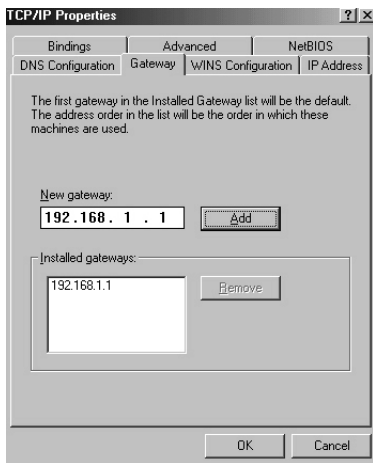 TCP/IP Properties
? x
Bindings Advanced NetBIOS
DNS Configuration Gateway WINS Configuration IP Address
The first gateway in the Installed Gateway list will be the default.
The address order in the list will be the order in which these
machines are used.
New gateway:
192.168. 1 . 1 Add
Installed gateways:
192.168.1.1 Remove
OK Cancel